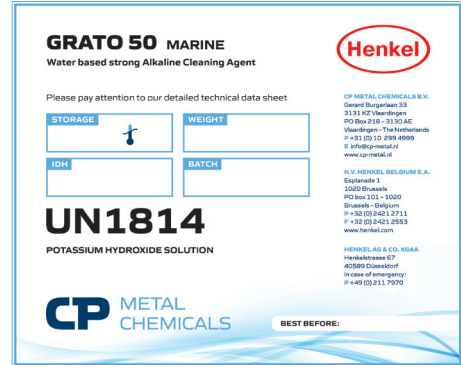 GRATO 50 MARINE
Water based strong Alkaline Cleaning Agent
Henkel
Please pay attention to our detailed technical data sheet
STORAGE
WEIGHT
IDH
BATCH
UN1814
POTASSIUM HYDROXIDE SOLUTION
CP METAL CHEMICALS
BEST BEFORE:
CP METAL CHEMICALS B.V.
Gerard Burgerlaan 33
3131 KZ Vlaardingen
PO Box 218 - 3130 AE
Vlaardingen - The Netherlands
P +31 (0) 10 299 4999
E info@cp-metal.nl
www.cp-metal.nl
N.V. HENKEL BELGIUM S.A.
Esplanade 1
1020 Brussels
PO box 101 - 1020
Brussels - Belgium
P +32 (0) 2421 2711
F +32 (0) 2421 2553
www.henkel.com
HENKEL AG & CO. KGAA
Henkelstrasse 67
40589 Düsseldorf
In case of emergency:
P +49 (0) 211 7970